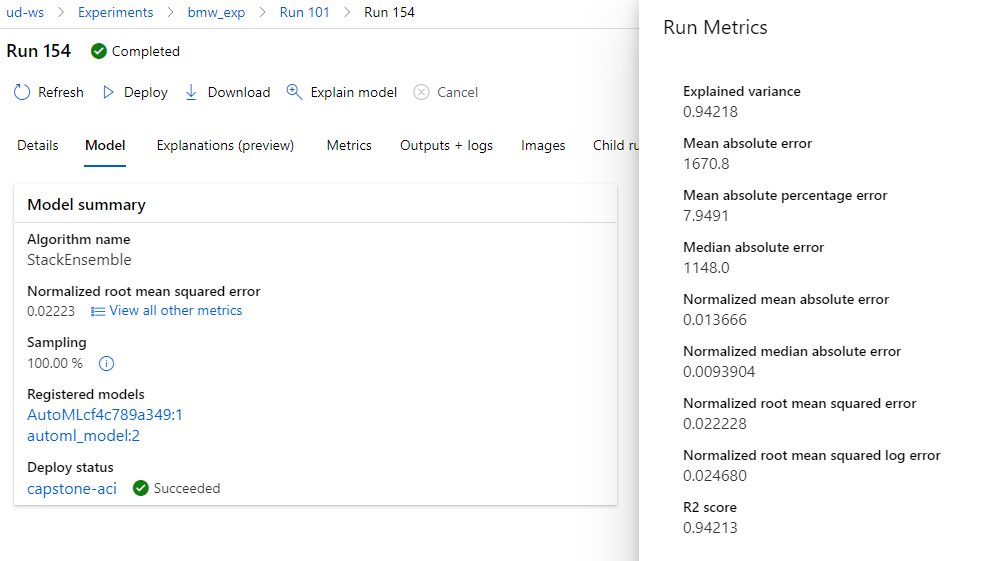 ud-ws > Experiments > bmw_exp > Run 101 > Run 154
Run 154 Completed
Refresh Deploy Download Explain model Cancel
Details Model Explanations (preview) Metrics Outputs + logs Images Child ru
Model summary
Algorithm name
StackEnsemble
Normalized root mean squared error
0.02223 View all other metrics
Sampling
100.00 %
Registered models
AutoMLcf4c789a349:1
automl_model:2
Deploy status
capstone-aci Succeeded
Run Metrics
Explained variance
0.94218
Mean absolute error
1670.8
Mean absolute percentage error
7.9491
Median absolute error
1148.0
Normalized mean absolute error
0.013666
Normalized median absolute error
0.0093904
Normalized root mean squared error
0.022228
Normalized root mean squared log error
0.024680
R2 score
0.94213